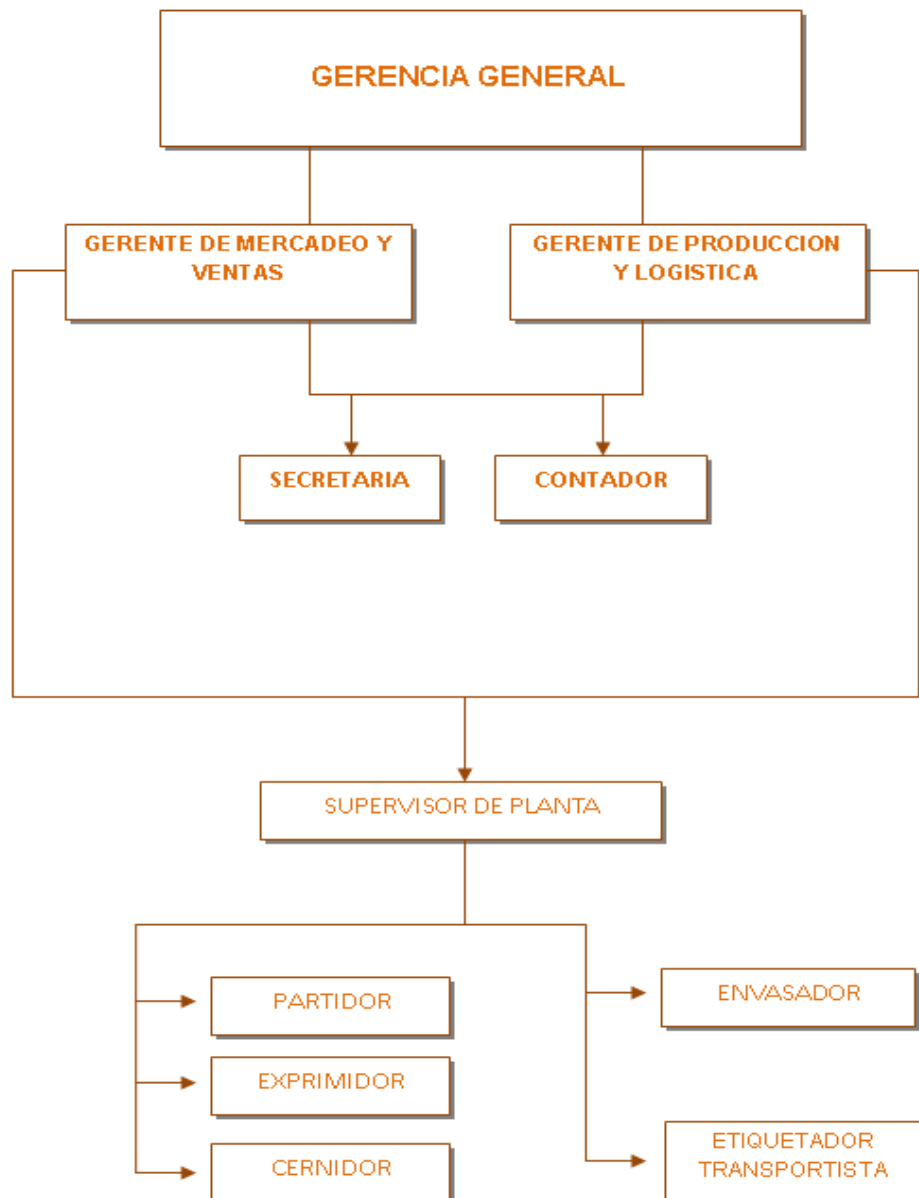 GERENCIA GENERAL
GERENTE DE MERCADEO Y
VENTAS
GERENTE DE PRODUCCION
Y LOGISTICA
SECRETARIA
CONTADOR
SUPERVISOR DE PLANTA
PARTIDOR
EXPRIMIDOR
CERNIDOR
ENVASADOR
ETIQUETADOR
TRANSPORTISTA